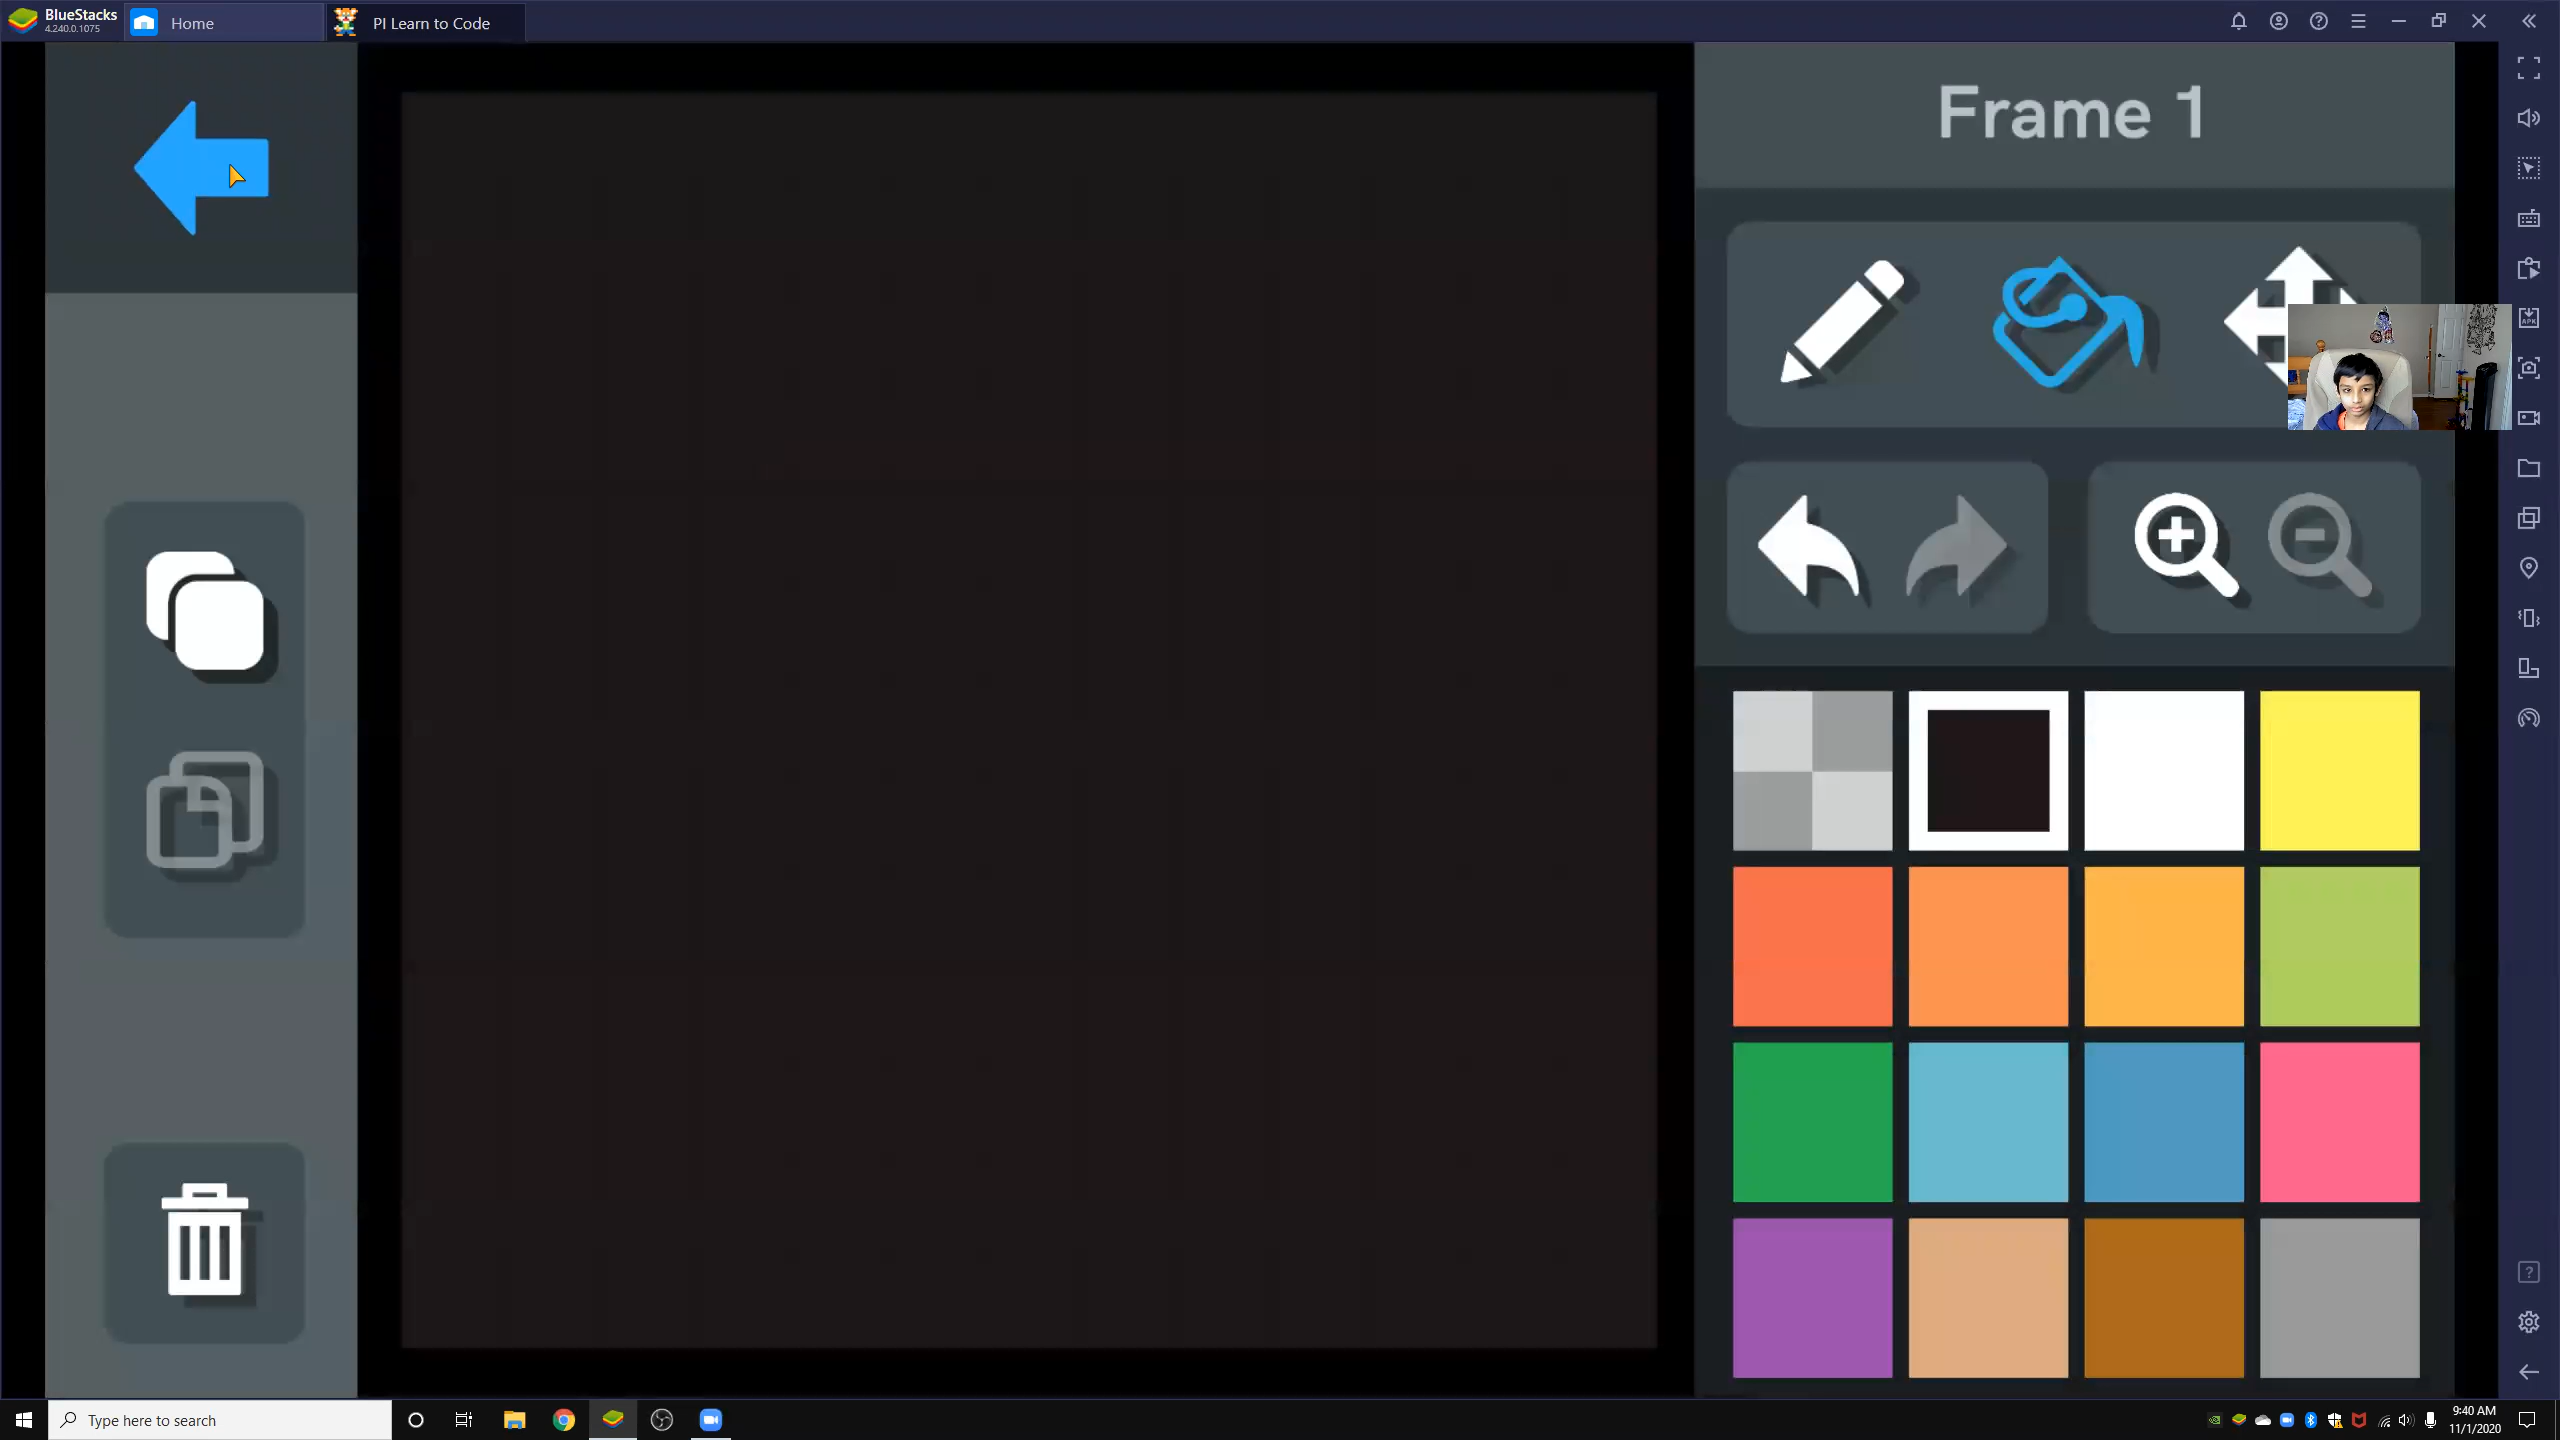 BlueStacks
4.240.0.1075
Home
PI Learn to Code
Frame 1
APK
Type here to search
9:40 AM
11/1/2020